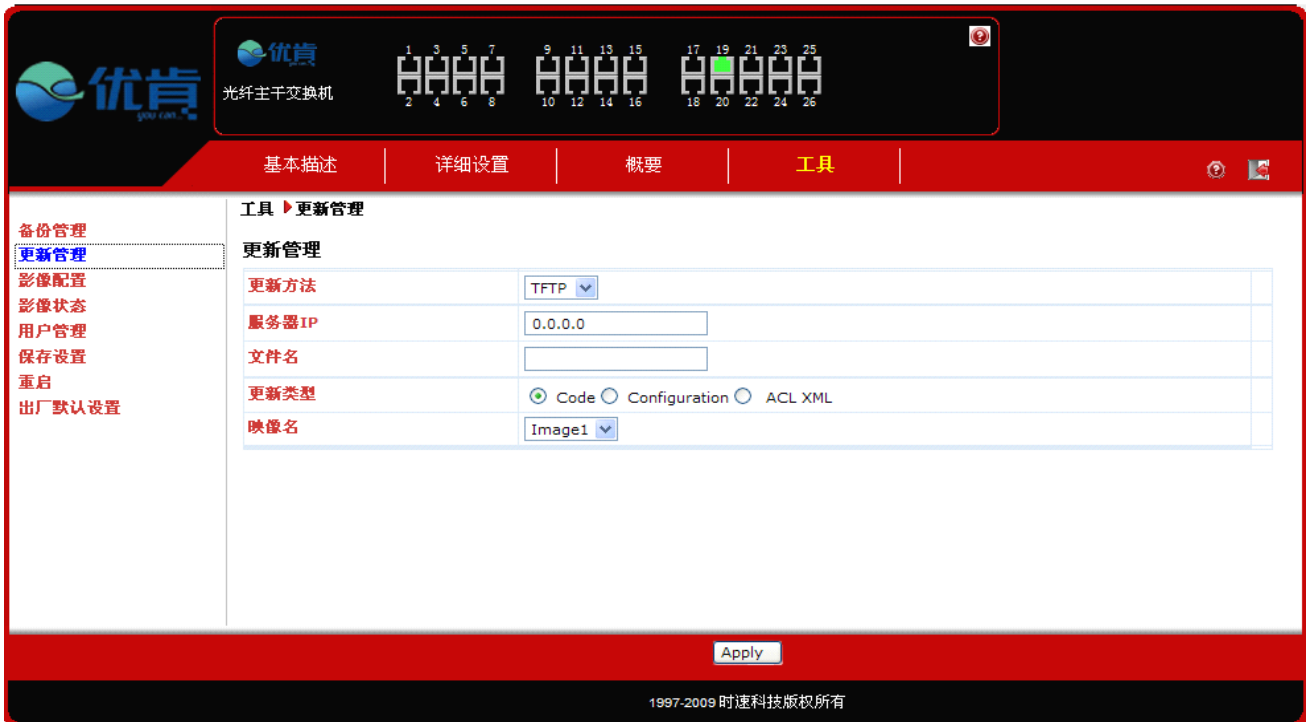 优肯
you can...
优肯
光纤主干交换机
1 3 5 7 9 11 13 15 17 19 21 23 25
2 4 6 8 10 12 14 16 18 20 22 24 26
基本描述 详细设置 概要 工具
备份管理
更新管理
影像配置
影像状态
用户管理
保存设置
重启
出厂默认设置
工具 更新管理
更新管理
更新方法 TFTP
服务器IP 0.0.0.0
文件名
更新类型 Code Configuration ACL XML
映像名 Image1
Apply
1997-2009 时速科技版权所有